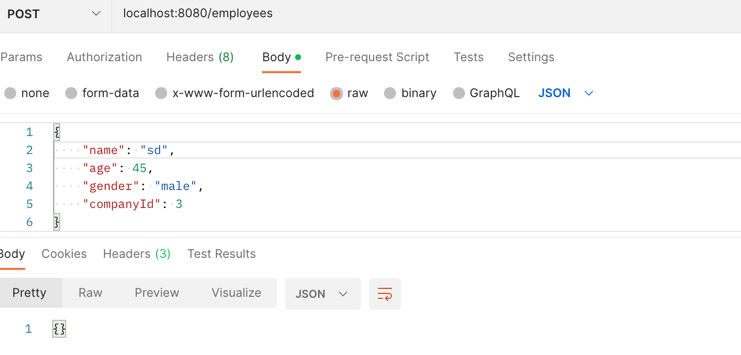 POST localhost:8080/employees
Params Authorization Headers (8) Body Pre-request Script Tests Settings
none form-data x-www-form-urlencoded raw binary GraphQL JSON
1 {
2 "name": "sd",
3 "age": 45,
4 "gender": "male",
5 "companyId": 3
6 }
Body Cookies Headers (3) Test Results
Pretty Raw Preview Visualize JSON
1 {}